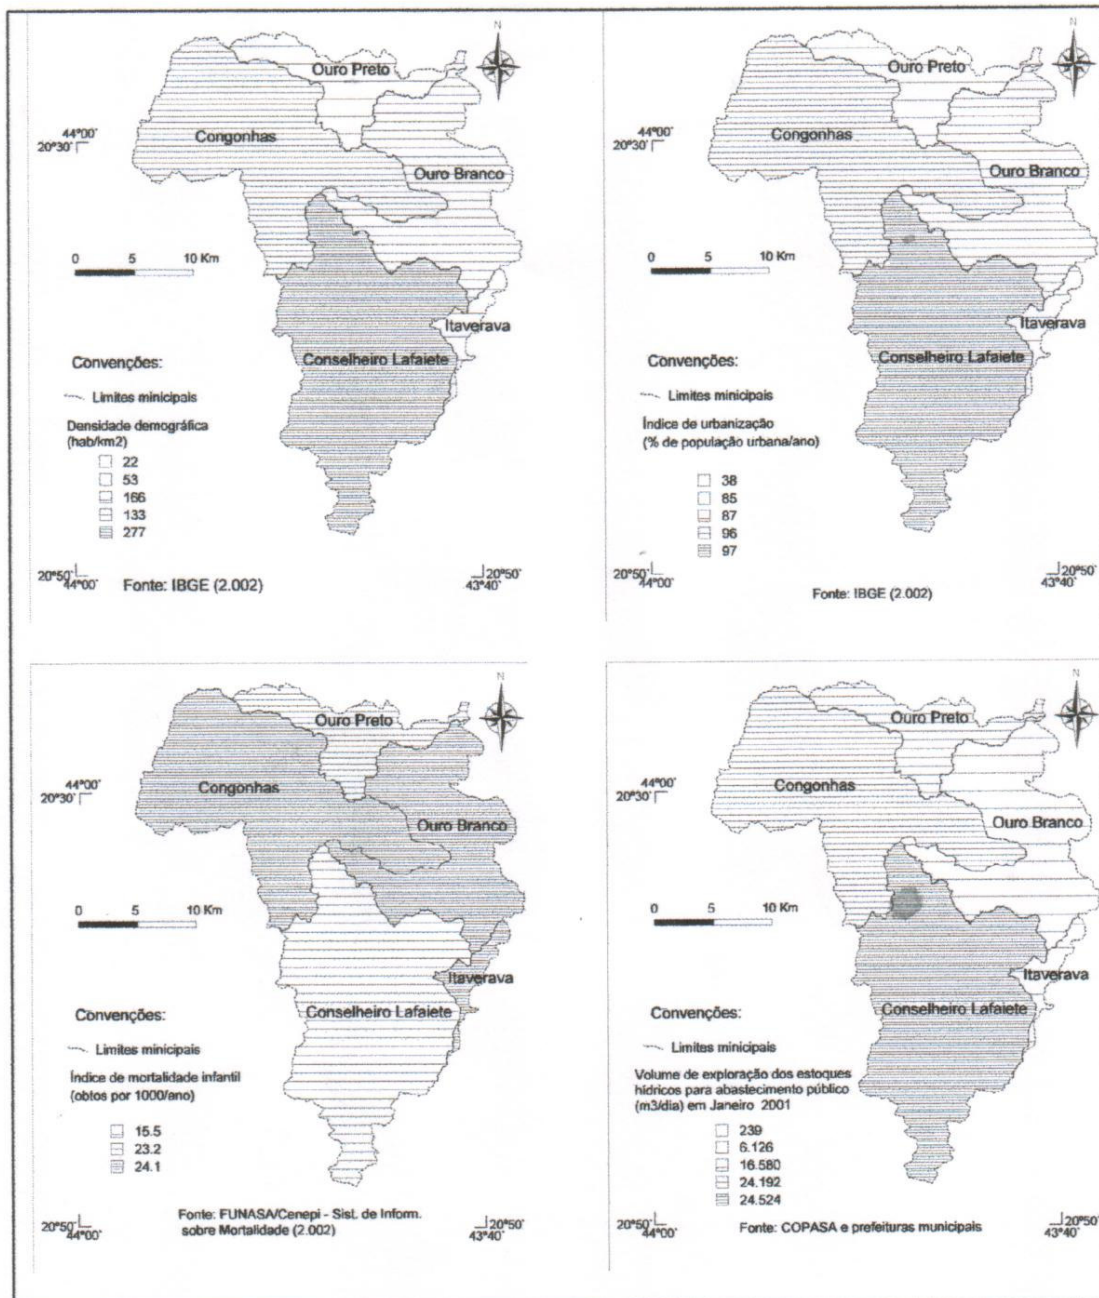 N
Ouro Preto
44°00'
20°30'
Congonhas
Ouro Branco
0 5 10 Km
Itaverava
Conselheiro Lafaiete
Convenções:
Limites minicipais
Densidade demográfica
(hab/km2)
22
53
166
133
277
20°50'
44°00'
20°50'
43°40'
Fonte: IBGE (2.002)
N
Ouro Preto
44°00'
20°30'
Congonhas
Ouro Branco
0 5 10 Km
Itaverava
Conselheiro Lafaiete
Convenções:
Limites minicipais
Índice de urbanização
(% de população urbana/ano)
38
85
87
96
97
20°50'
44°00'
20°50'
43°40'
Fonte: IBGE (2.002)
N
Ouro Preto
44°00'
20°30'
Congonhas
Ouro Branco
0 5 10 Km
Itaverava
Conselheiro Lafaiete
Convenções:
Limites minicipais
Índice de mortalidade infantil
(obtos por 1000/ano)
15.5
23.2
24.1
Fonte: FUNASA/Cenepi - Sist. de Inform.
sobre Mortalidade (2.002)
20°50'
44°00'
20°50'
43°40'
N
Ouro Preto
44°00'
20°30'
Congonhas
Ouro Branco
0 5 10 Km
Itaverava
Conselheiro Lafaiete
Convenções:
Limites minicipais
Volume de exploração dos estoques
hídricos para abastecimento público
(m3/dia) em Janeiro 2001
239
6.126
16.580
24.192
24.524
20°50'
44°00'
20°50'
43°40'
Fonte: COPASA e prefeituras municipais